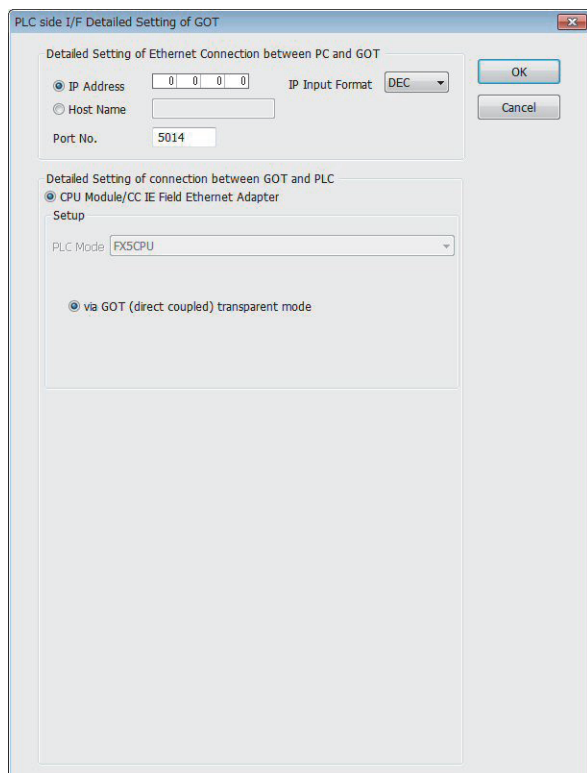 PLC side I/F Detailed Setting of GOT
Detailed Setting of Ethernet Connection between PC and GOT
IP Address 0 0 0 0 IP Input Format DEC
OK
Host Name
Cancel
Port No. 5014
Detailed Setting of connection between GOT and PLC
CPU Module/CC IE Field Ethernet Adapter
Setup
PLC Mode FX5CPU
via GOT (direct coupled) transparent mode